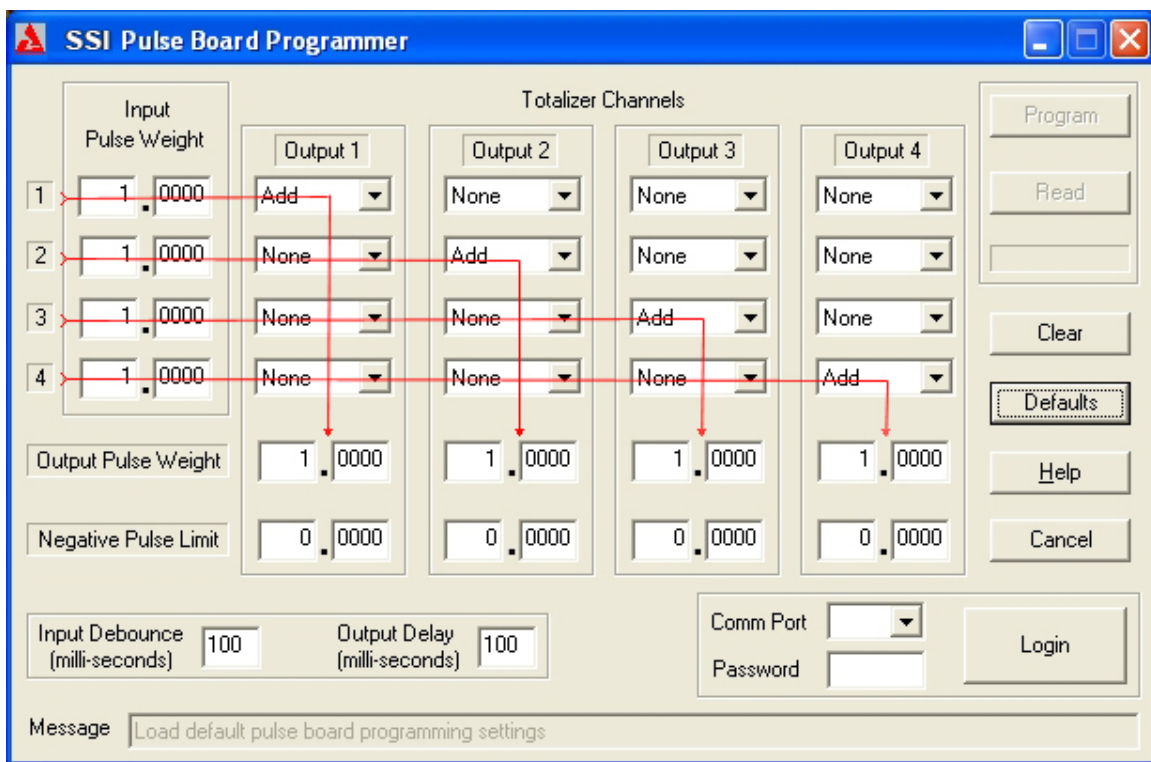 SSI Pulse Board Programmer
Input
Pulse Weight
Totalizer Channels
Output 1 Output 2 Output 3 Output 4
Program
1 1 . 0000 Add None None None
Read
2 1 . 0000 None Add None None
3 1 . 0000 None None Add None
Clear
4 1 . 0000 None None None Add
Defaults
Output Pulse Weight 1 . 0000 1 . 0000 1 . 0000 1 . 0000
Help
Negative Pulse Limit 0 . 0000 0 . 0000 0 . 0000 0 . 0000
Cancel
Input Debounce
(milli-seconds) 100
Output Delay
(milli-seconds) 100
Comm Port
Password
Login
Message Load default pulse board programming settings